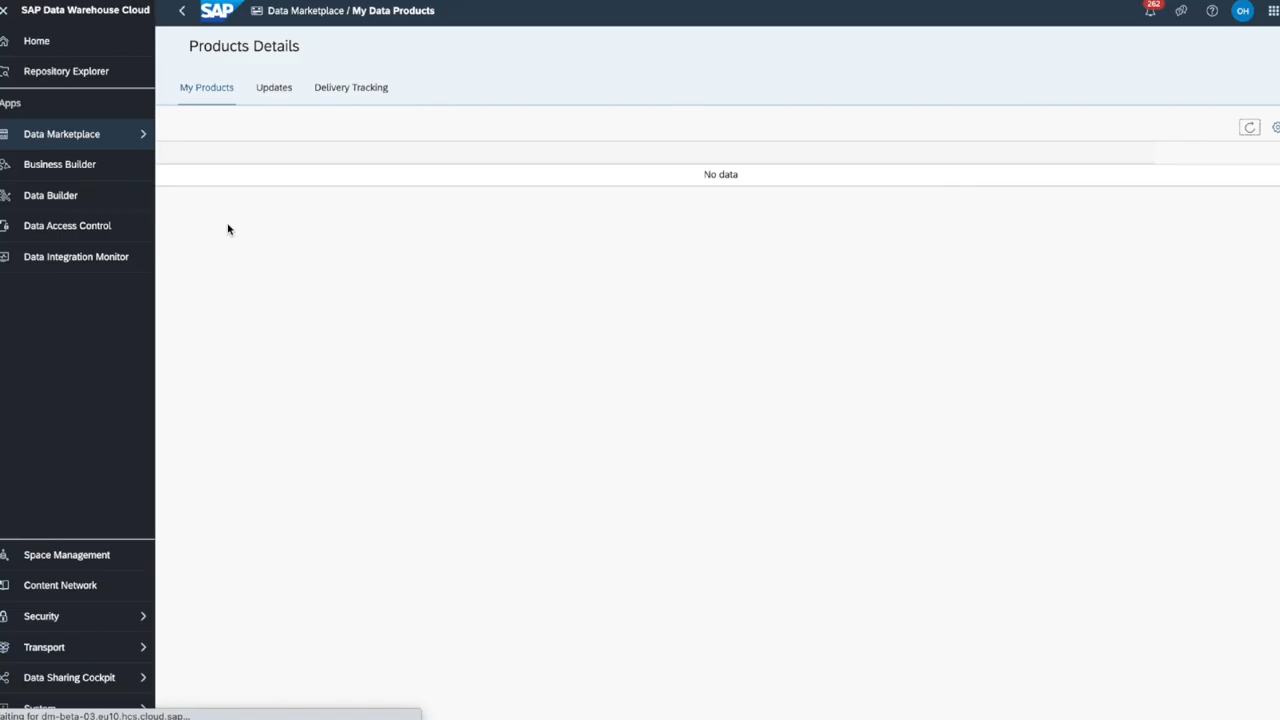 SAP Data Warehouse Cloud
SAP
Data Marketplace / My Data Products
262
OH
Home
Repository Explorer
Apps
Data Marketplace
Business Builder
Data Builder
Data Access Control
Data Integration Monitor
Space Management
Content Network
Security
Transport
Data Sharing Cockpit
System
Products Details
My Products
Updates
Delivery Tracking
No data
aiting for dm-beta-03.eu10.hcs.cloud.sap...